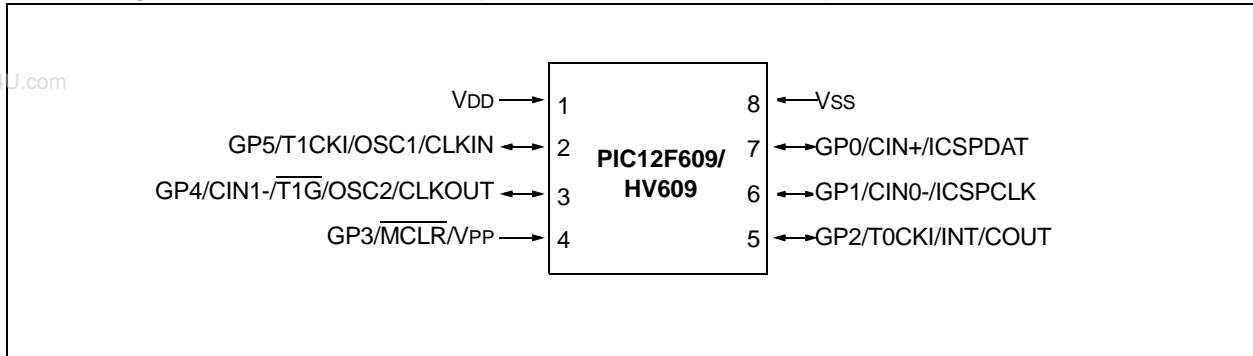 U.com
VDD
GP5/T1CKI/OSC1/CLKIN
GP4/CIN1-/T1G/OSC2/CLKOUT
GP3/MCLR/VPP
1
2
3
4
PIC12F609/
HV609
8
7
6
5
VSS
GP0/CIN+/ICSPDAT
GP1/CIN0-/ICSPCLK
GP2/T0CKI/INT/COUT